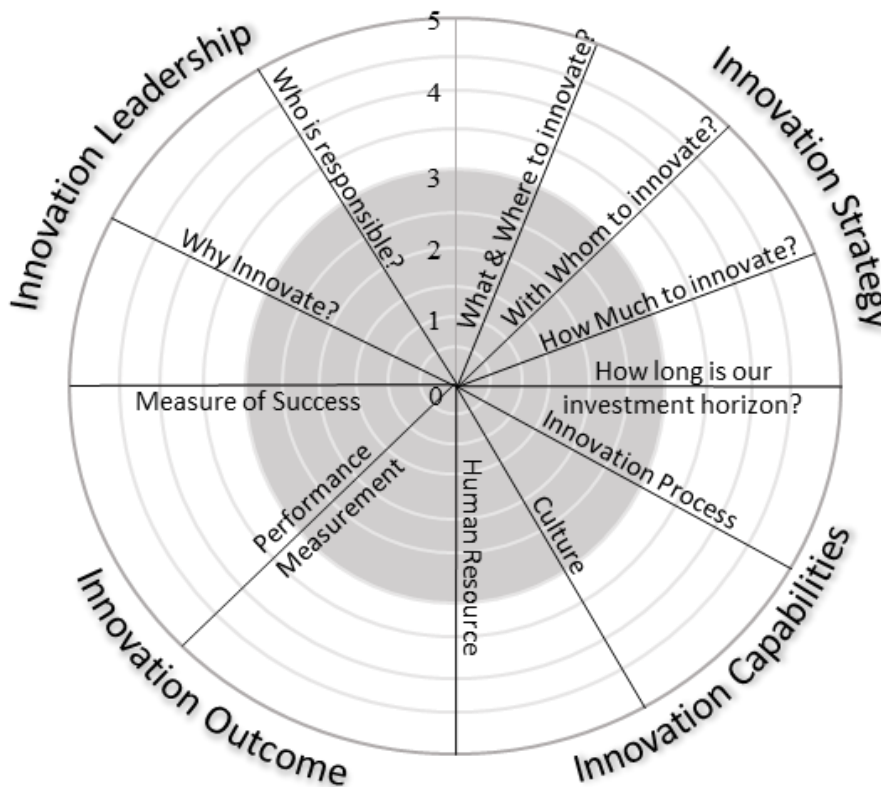 Innovation Leadership
Innovation Strategy
Innovation Capabilities
Innovation Outcome
5
4
3
2
1
0
Who is responsible?
Why Innovate?
What & Where to innovate?
With Whom to innovate?
How Much to innovate?
How long is our
investment horizon?
Innovation Process
Culture
Human Resource
Performance
Measurement
Measure of Success